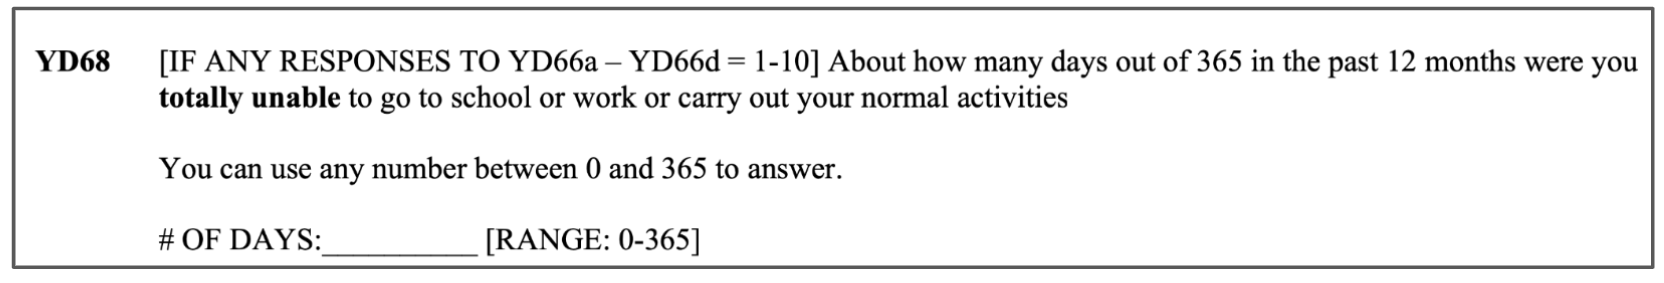 YD68 [IF ANY RESPONSES TO YD66a – YD66d = 1-10] About how many days out of 365 in the past 12 months were you
totally unable to go to school or work or carry out your normal activities
You can use any number between 0 and 365 to answer.
# OF DAYS:__________ [RANGE: 0-365]